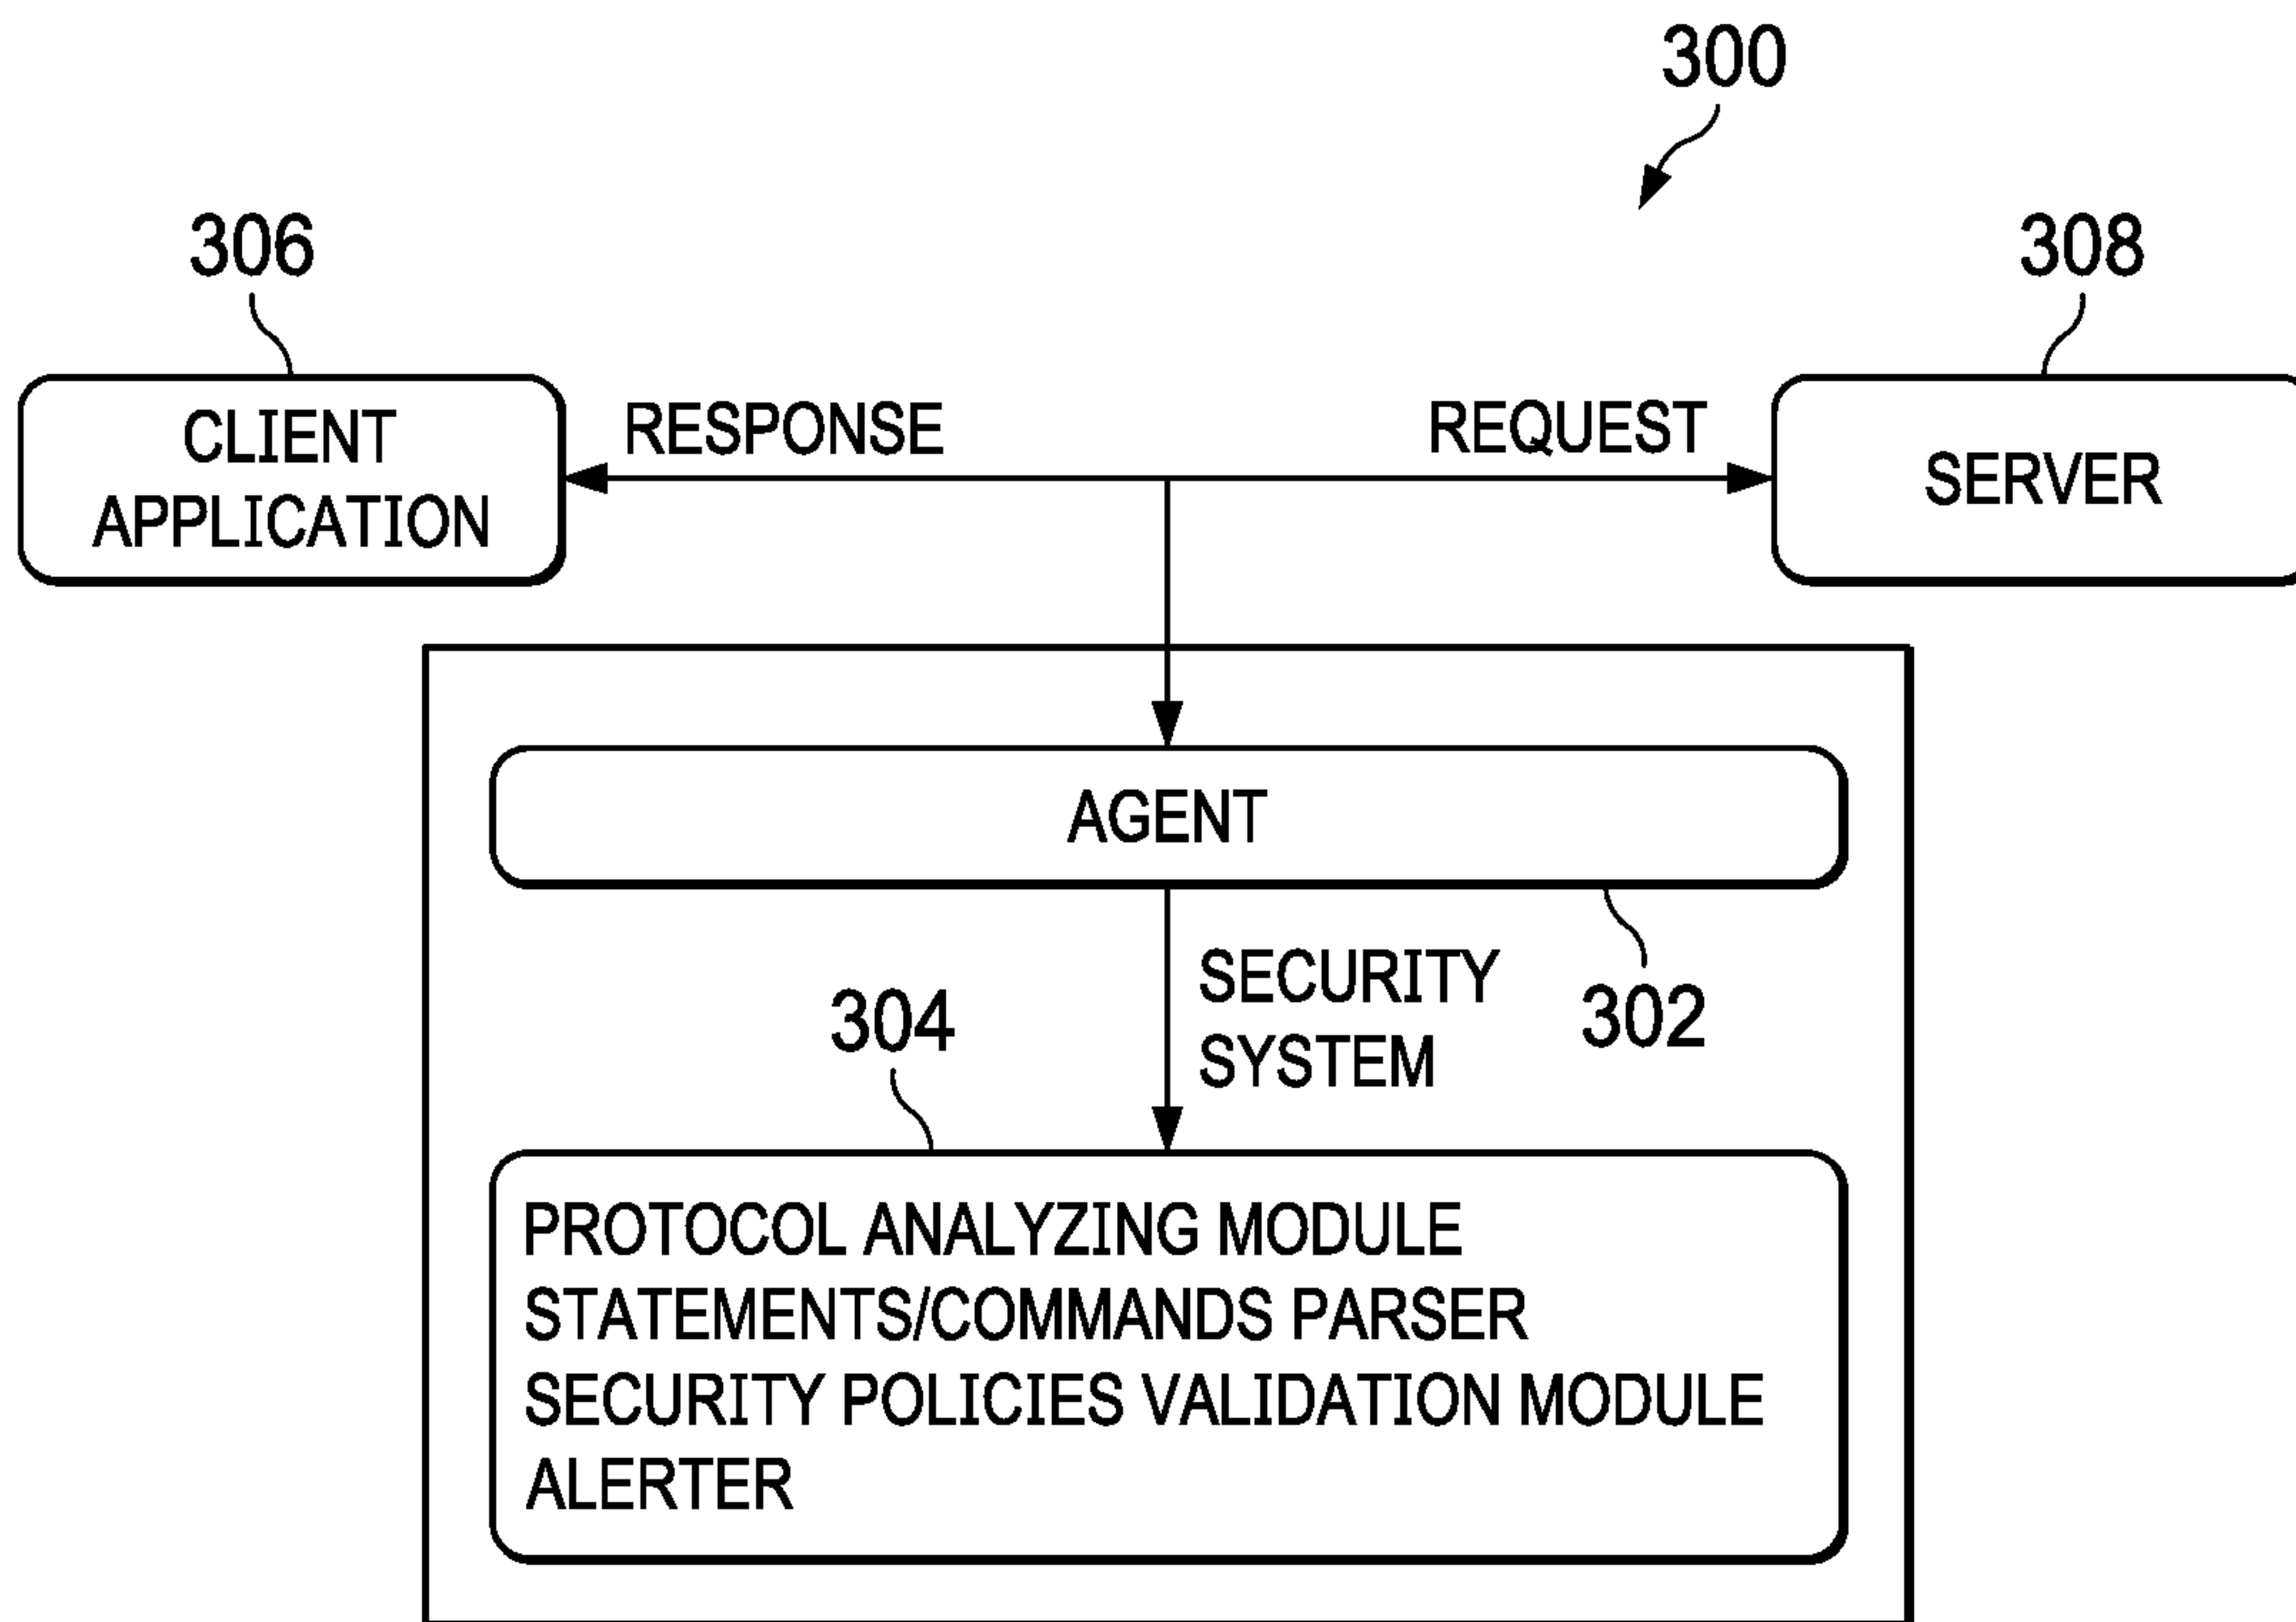 300
306
308
CLIENT
APPLICATION
RESPONSE
REQUEST
SERVER
AGENT
SECURITY
SYSTEM
302
304
PROTOCOL ANALYZING MODULE
STATEMENTS/COMMANDS PARSER
SECURITY POLICIES VALIDATION MODULE
ALERTER